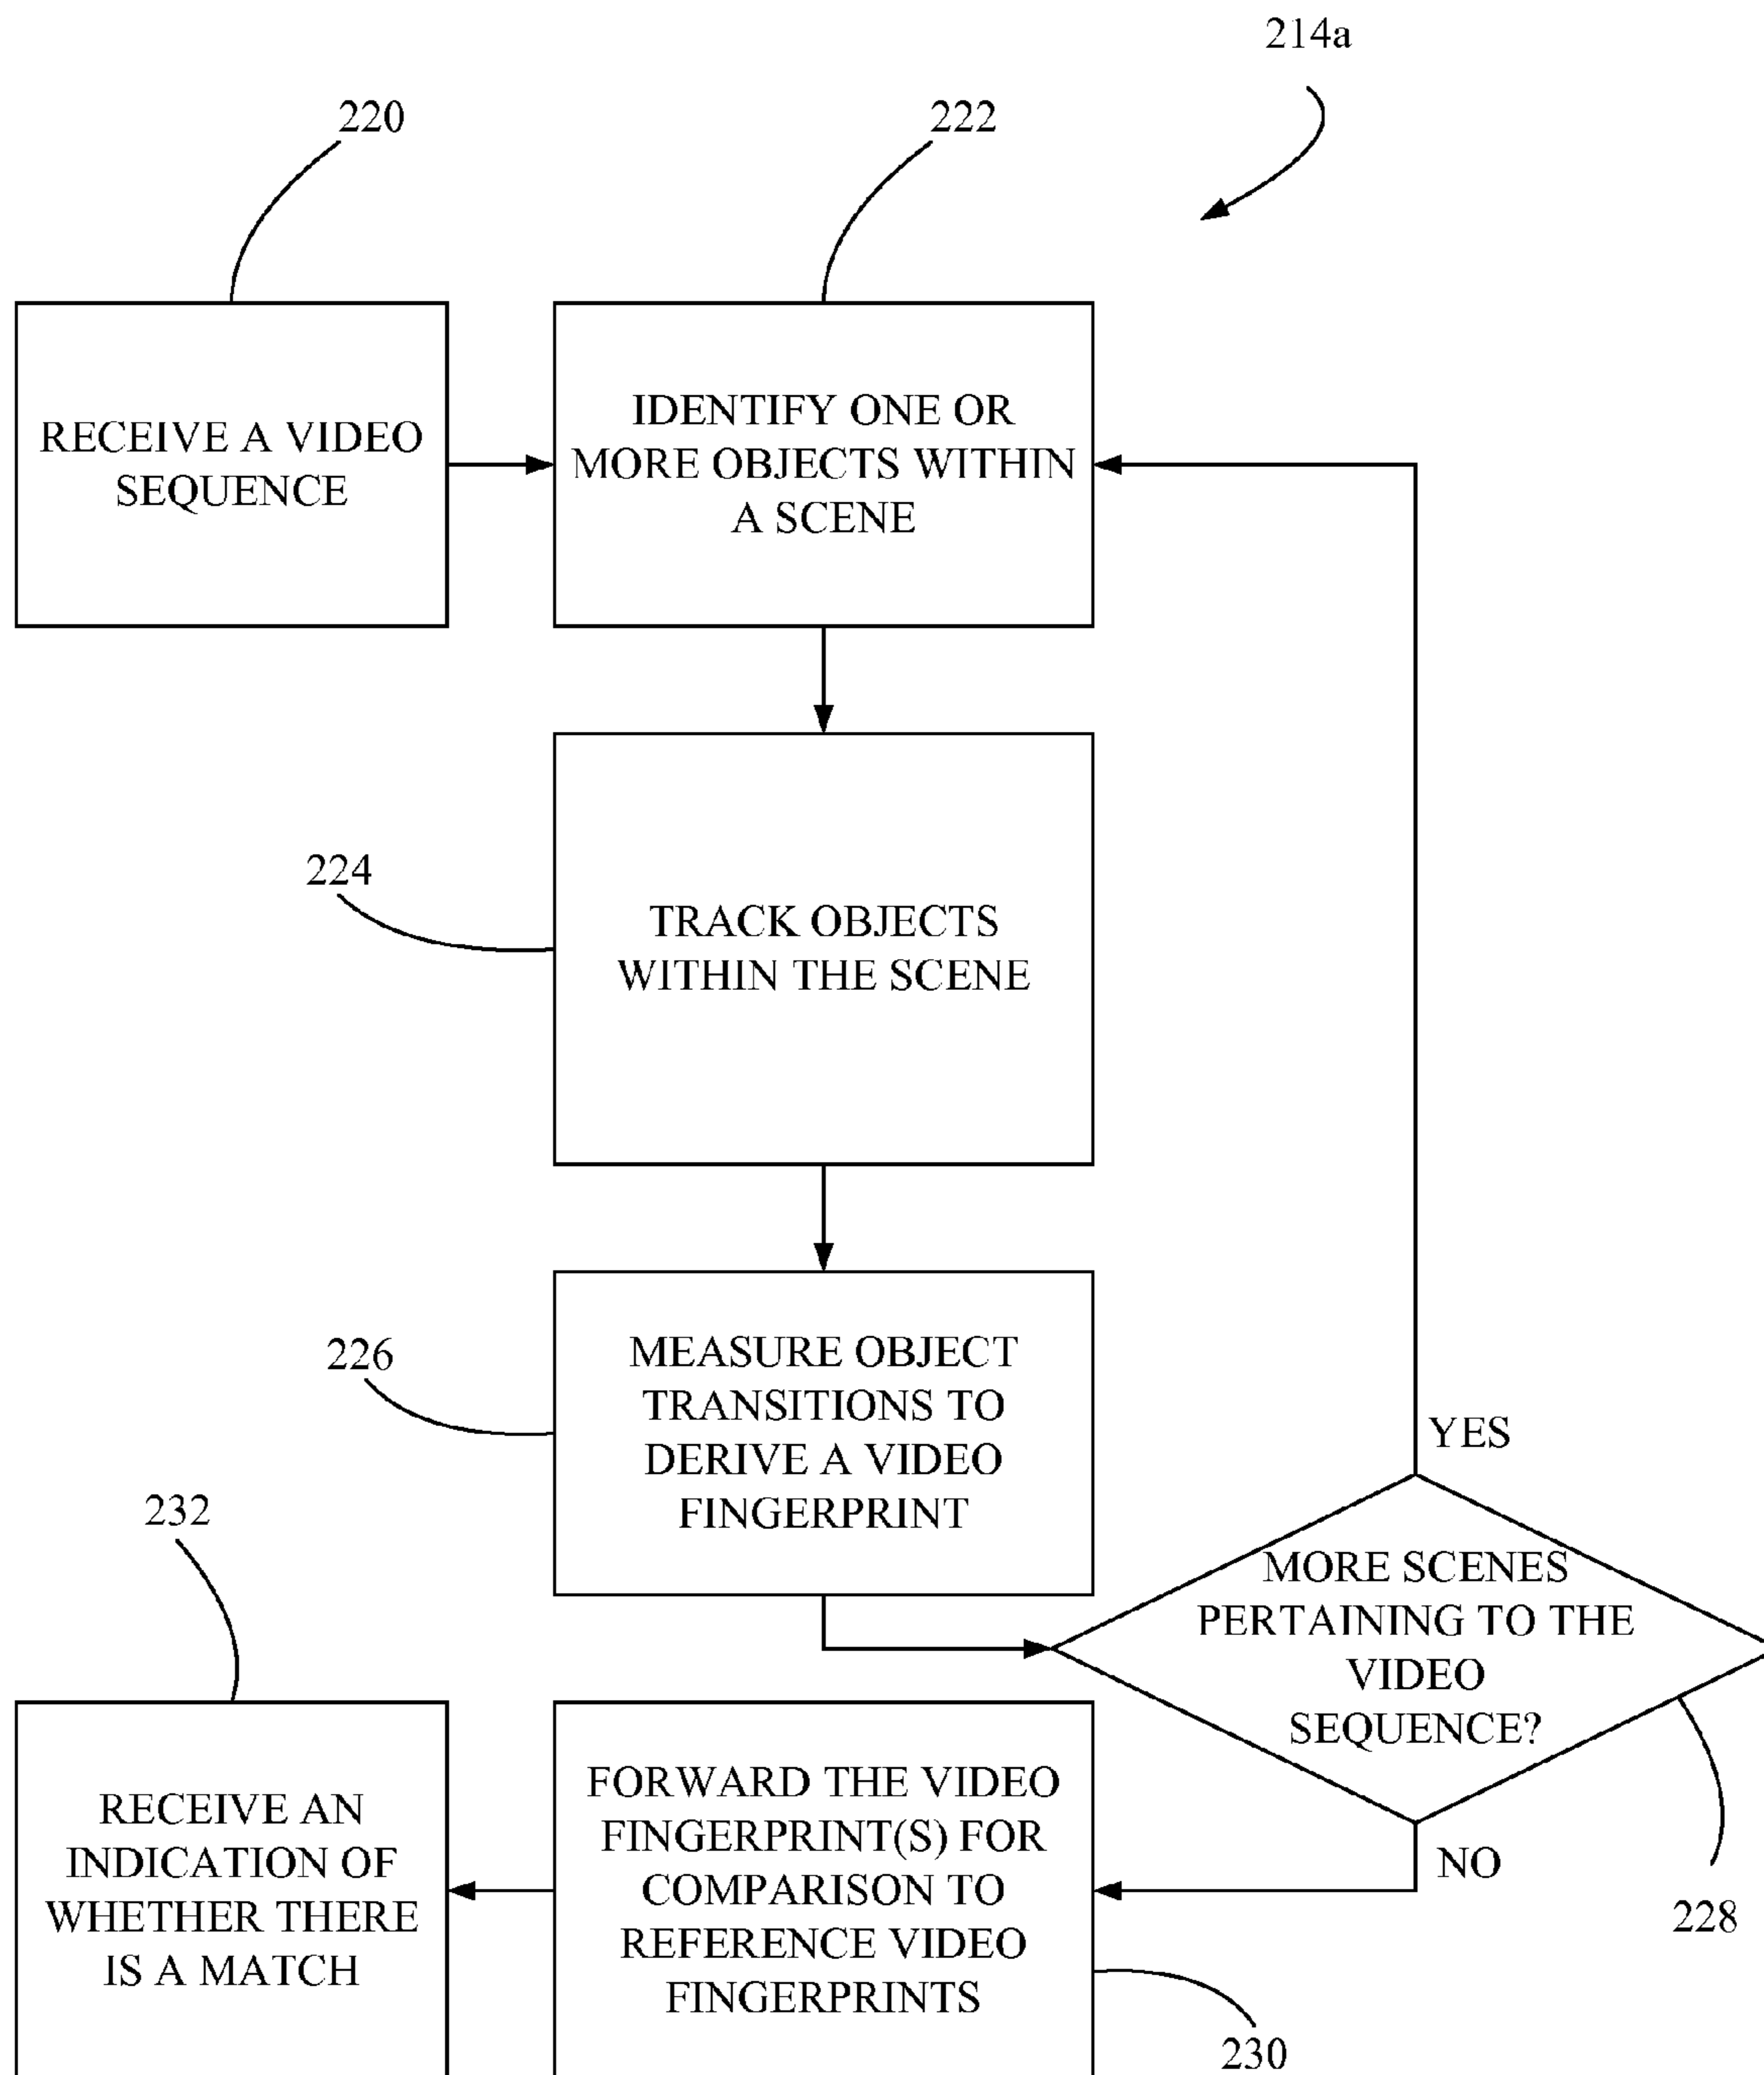 214a
220
222
RECEIVE A VIDEO
SEQUENCE
IDENTIFY ONE OR
MORE OBJECTS WITHIN
A SCENE
224
TRACK OBJECTS
WITHIN THE SCENE
226
MEASURE OBJECT
TRANSITIONS TO
DERIVE A VIDEO
FINGERPRINT
YES
MORE SCENES
PERTAINING TO THE
VIDEO
SEQUENCE?
NO
228
232
FORWARD THE VIDEO
FINGERPRINT(S) FOR
COMPARISON TO
REFERENCE VIDEO
FINGERPRINTS
230
RECEIVE AN
INDICATION OF
WHETHER THERE
IS A MATCH